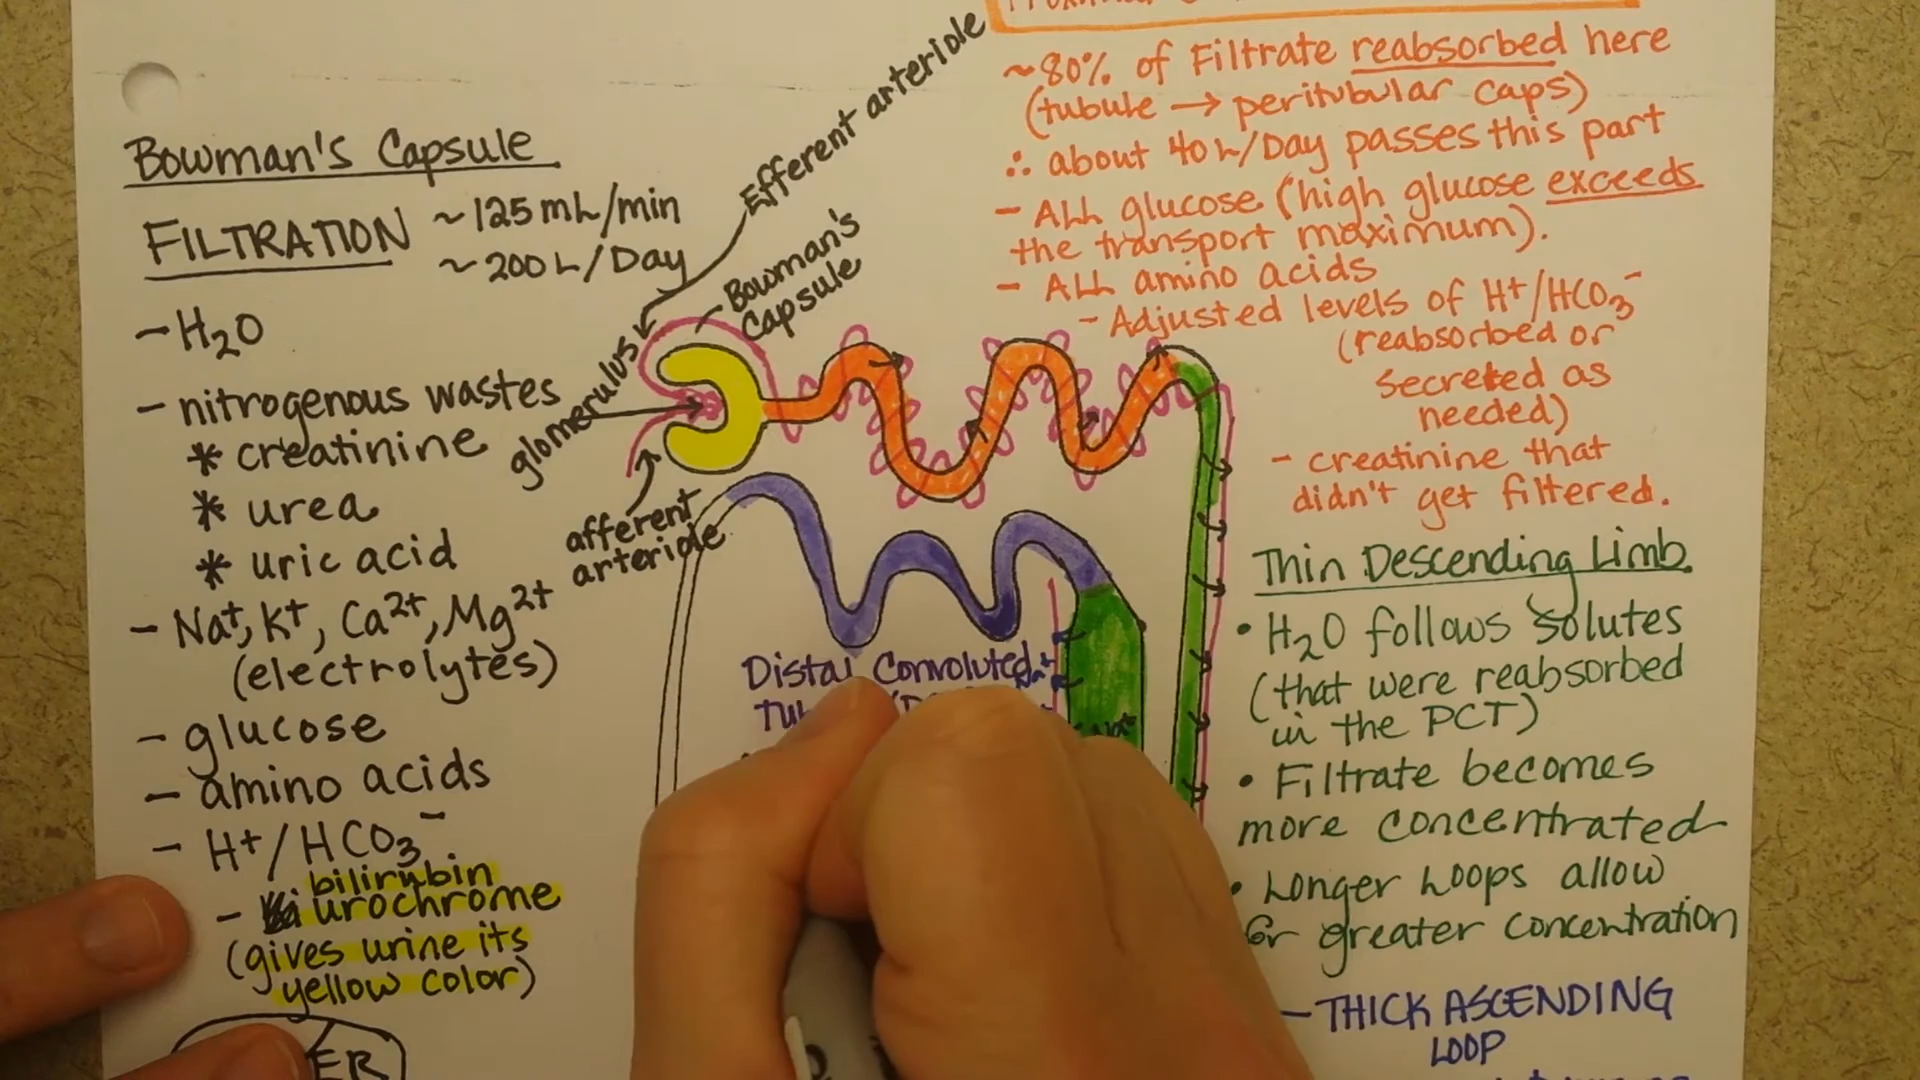 Bowman's Capsule
FILTRATION ~125mL/min
~200L/Day
- H2O
- nitrogenous wastes
* creatinine
* urea
* uric acid
- Na+, K+, Ca2+, Mg2+
(electrolytes)
- glucose
- amino acids
- H+/HCO3-
bilirubin
- urochrome
(gives urine its
yellow color)
ER
Efferent arteriole
Bowman's
Capsule
glomerulus
afferent
arteriole
Distal Convoluted
~80% of Filtrate reabsorbed here
(tubule → peritubular caps)
∴ about 40L/Day passes this part
- ALL glucose (high glucose exceeds
the transport maximum).
- ALL amino acids
- Adjusted levels of H+/HCO3-
(reabsorbed or
secreted as
needed)
- creatinine that
didn't get filtered.
Thin Descending Limb
• H2O follows solutes
(that were reabsorbed
in the PCT)
• Filtrate becomes
more concentrated
• Longer Loops allow
for greater concentration
- THICK ASCENDING
LOOP